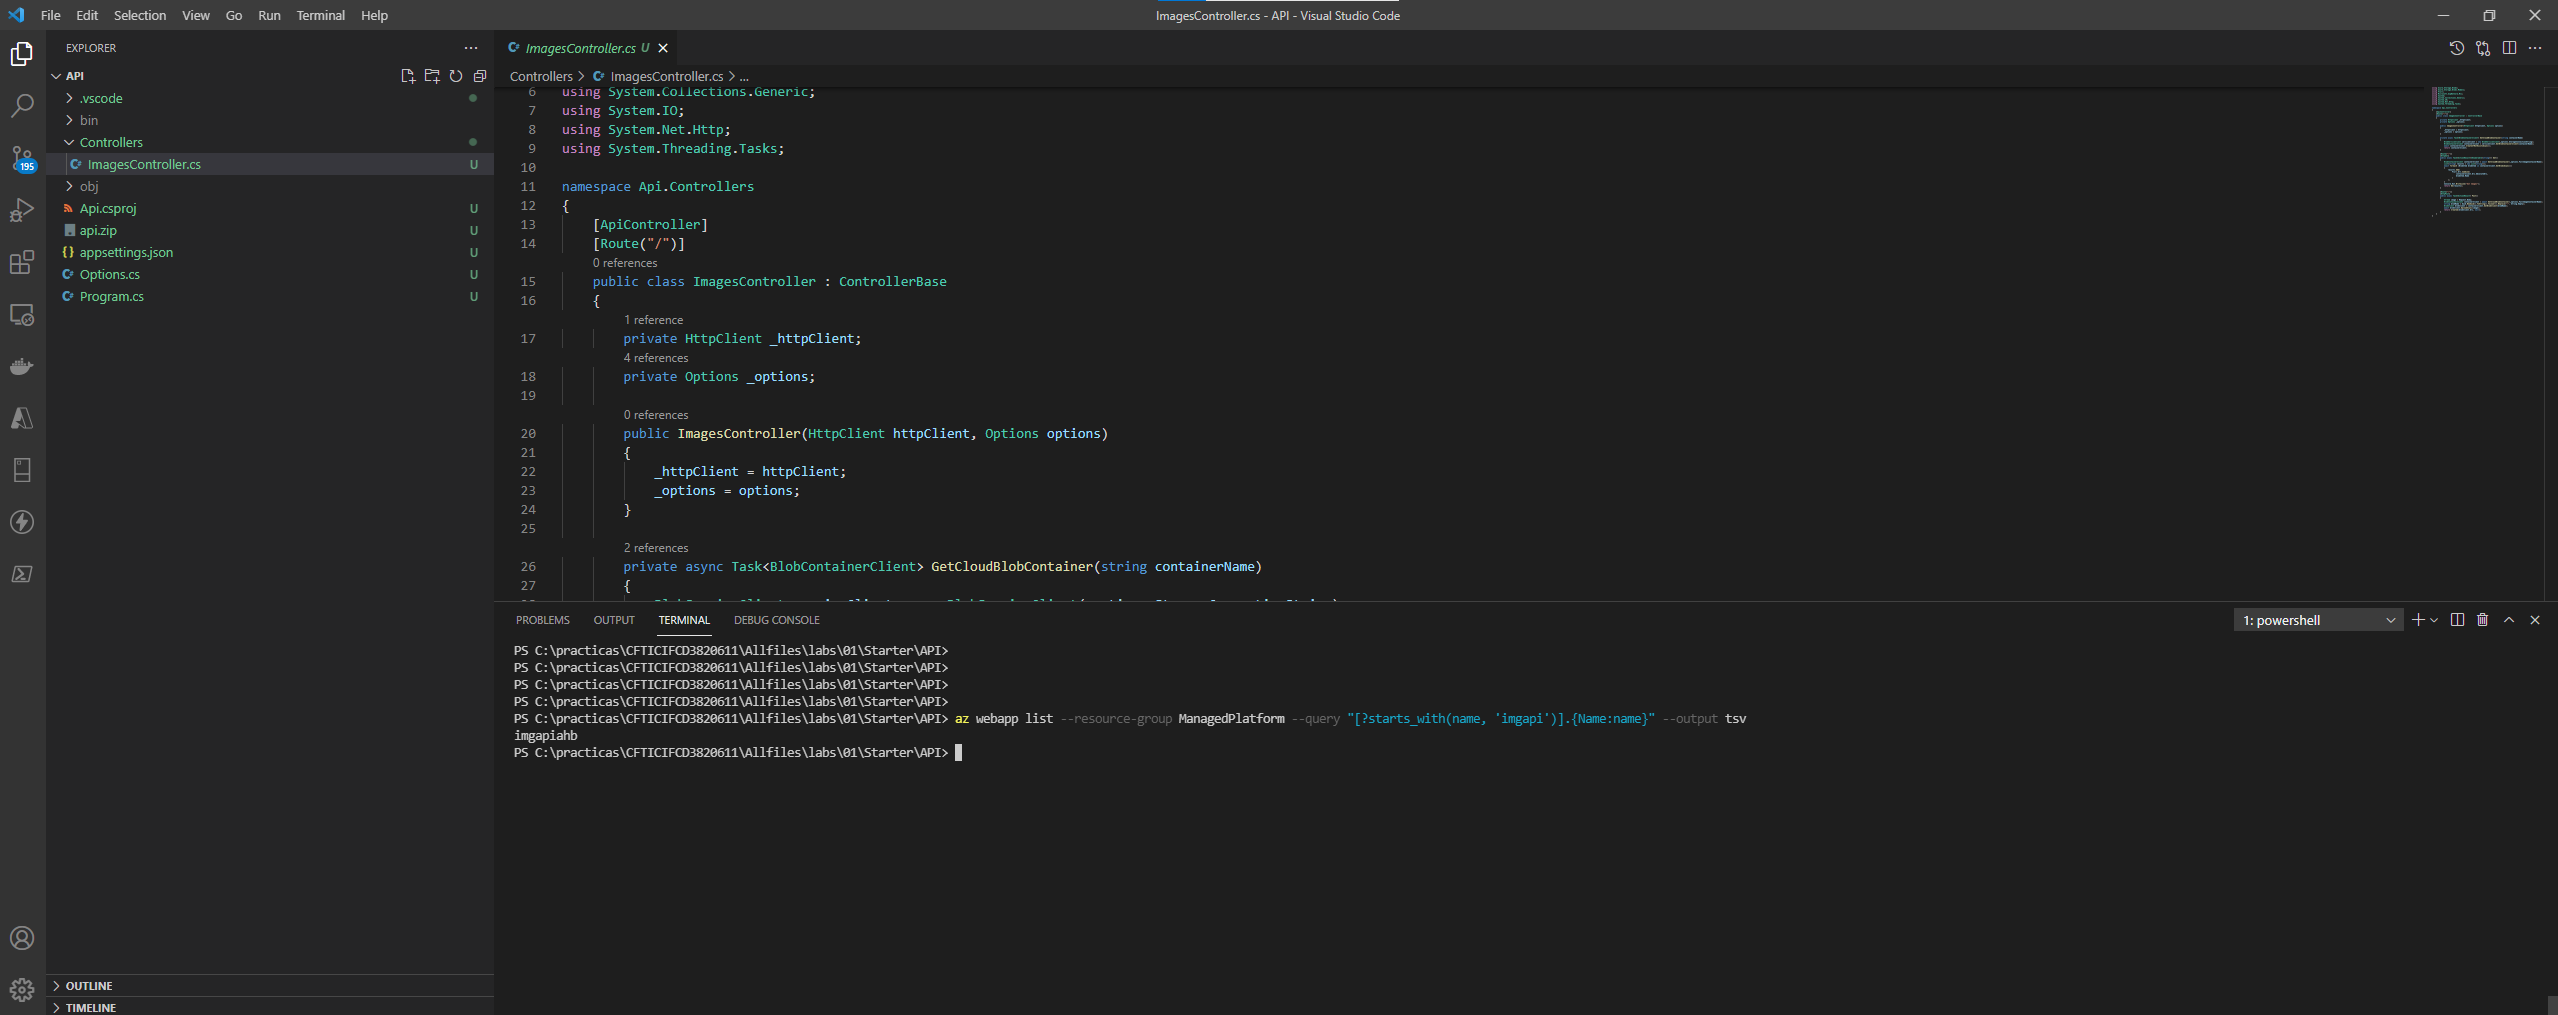 File Edit Selection View Go Run Terminal Help
ImagesController.cs - API - Visual Studio Code
EXPLORER
API
.vscode
bin
Controllers
ImagesController.cs U
obj
Api.csproj U
api.zip U
appsettings.json U
Options.cs U
Program.cs U
195
OUTLINE
TIMELINE
ImagesController.cs U
Controllers > ImagesController.cs > ...
6 using System.Collections.Generic;
7 using System.IO;
8 using System.Net.Http;
9 using System.Threading.Tasks;
10
11 namespace Api.Controllers
12 {
13 [ApiController]
14 [Route("/")]
0 references
15 public class ImagesController : ControllerBase
16 {
1 reference
17 private HttpClient _httpClient;
4 references
18 private Options _options;
19
0 references
20 public ImagesController(HttpClient httpClient, Options options)
21 {
22 _httpClient = httpClient;
23 _options = options;
24 }
25
2 references
26 private async Task<BlobContainerClient> GetCloudBlobContainer(string containerName)
27 {
PROBLEMS OUTPUT TERMINAL DEBUG CONSOLE
1: powershell
PS C:\practicas\CFTICIFCD3820611\Allfiles\labs\01\Starter\API>
PS C:\practicas\CFTICIFCD3820611\Allfiles\labs\01\Starter\API>
PS C:\practicas\CFTICIFCD3820611\Allfiles\labs\01\Starter\API>
PS C:\practicas\CFTICIFCD3820611\Allfiles\labs\01\Starter\API>
PS C:\practicas\CFTICIFCD3820611\Allfiles\labs\01\Starter\API> az webapp list --resource-group ManagedPlatform --query "[?starts_with(name, 'imgapi')].{Name:name}" --output tsv
imgapiahb
PS C:\practicas\CFTICIFCD3820611\Allfiles\labs\01\Starter\API>